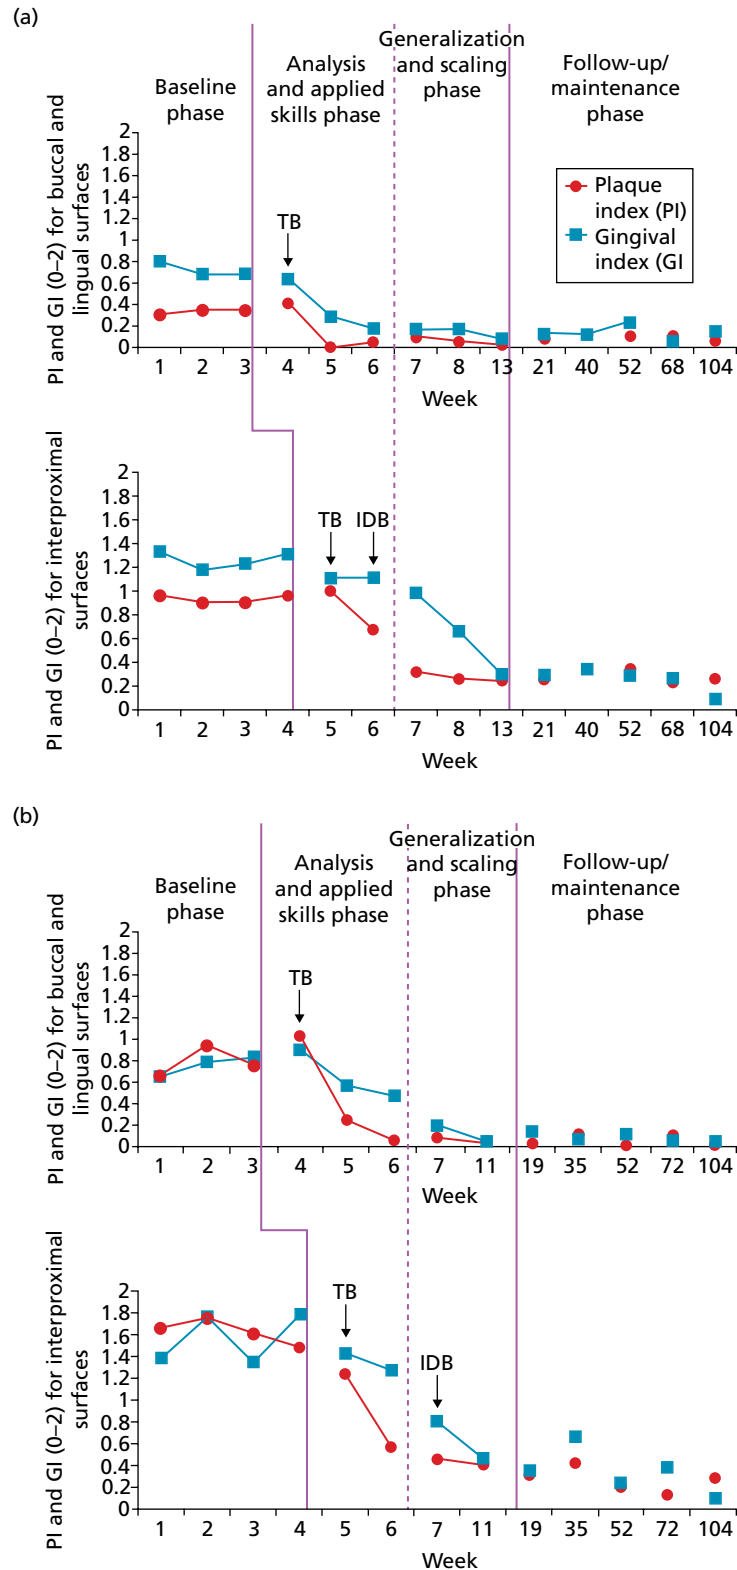 (a)
Baseline
phase
Analysis
and applied
skills phase
Generalization
and scaling
phase
Follow-up/
maintenance
phase
PI and GI (0–2) for buccal and
lingual surfaces
2
1.8
1.6
1.4
1.2
1
0.8
0.6
0.4
0.2
0
TB
Plaque
index (PI)
Gingival
index (GI
1 2 3 4 5 6 7 8 13 21 40 52 68 104
Week
PI and GI (0–2) for interproximal
surfaces
2
1.8
1.6
1.4
1.2
1
0.8
0.6
0.4
0.2
0
TB IDB
1 2 3 4 5 6 7 8 13 21 40 52 68 104
Week
(b)
Baseline
phase
Analysis
and applied
skills phase
Generalization
and scaling
phase
Follow-up/
maintenance
phase
PI and GI (0–2) for buccal and
lingual surfaces
2
1.8
1.6
1.4
1.2
1
0.8
0.6
0.4
0.2
0
TB
1 2 3 4 5 6 7 11 19 35 52 72 104
Week
PI and GI (0–2) for interproximal
surfaces
2
1.8
1.6
1.4
1.2
1
0.8
0.6
0.4
0.2
0
TB
IDB
1 2 3 4 5 6 7 11 19 35 52 72 104
Week